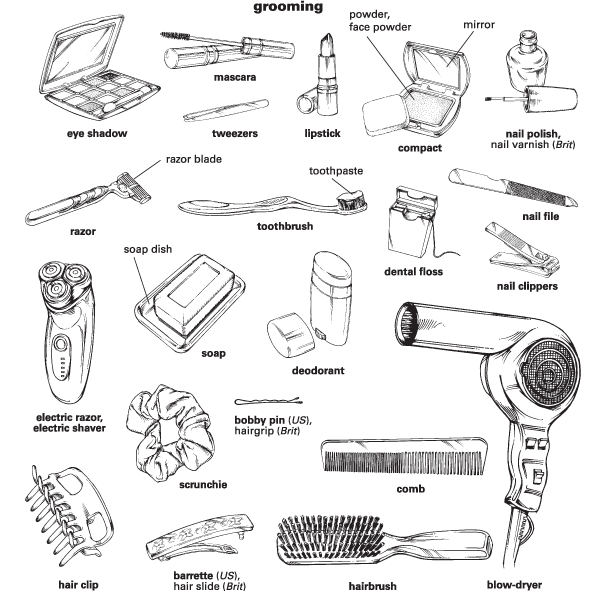 grooming
powder,
face powder
mirror
mascara
eye shadow
tweezers
lipstick
compact
nail polish,
nail varnish (Brit)
razor blade
toothpaste
razor
toothbrush
nail file
dental floss
nail clippers
soap dish
soap
deodorant
electric razor,
electric shaver
bobby pin (US),
hairgrip (Brit)
scrunchie
comb
hair clip
barrette (US),
hair slide (Brit)
hairbrush
blow-dryer